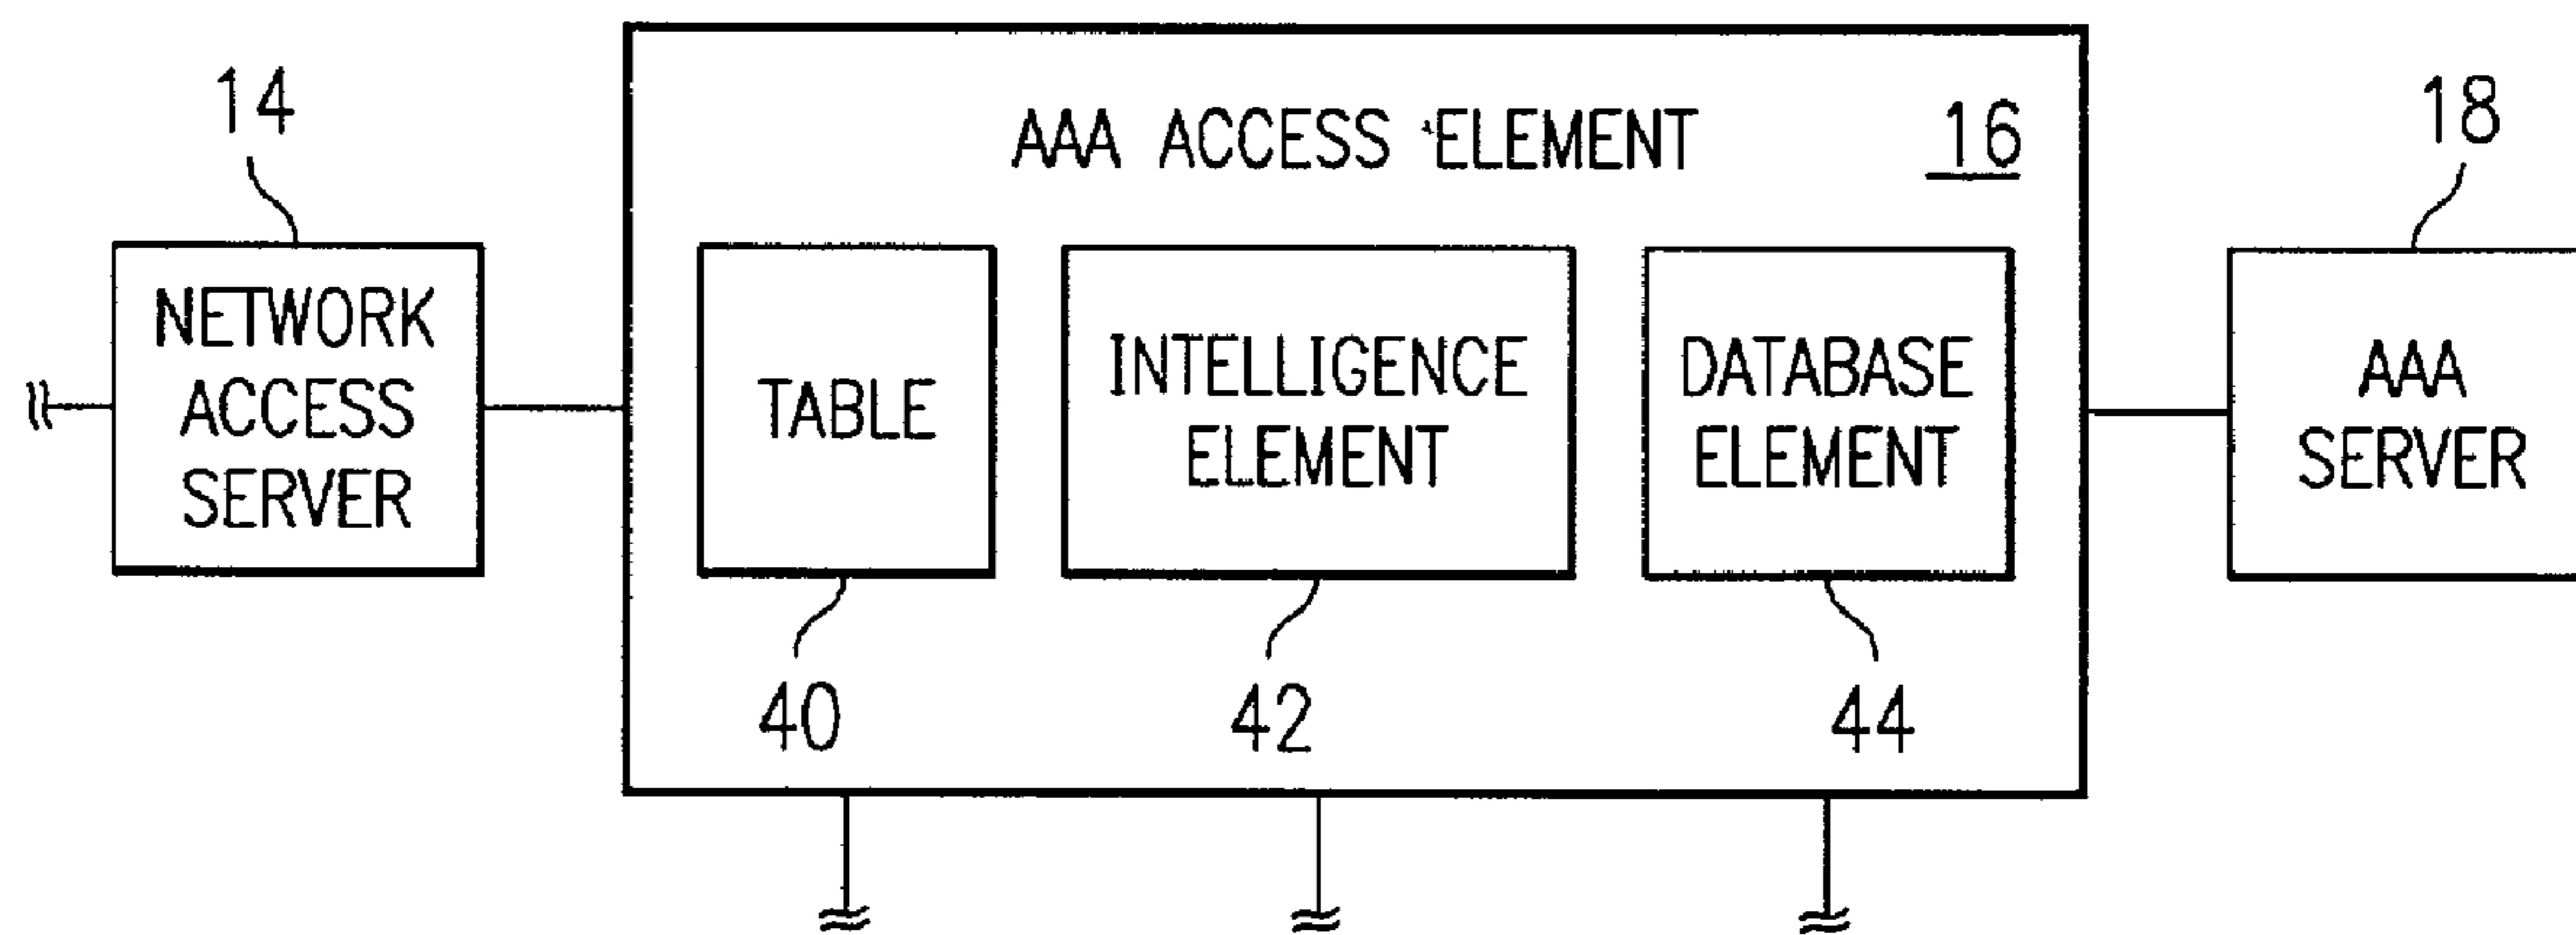 14
NETWORK
ACCESS
SERVER
AAA ACCESS ELEMENT
16
TABLE
40
INTELLIGENCE
ELEMENT
42
DATABASE
ELEMENT
44
18
AAA
SERVER